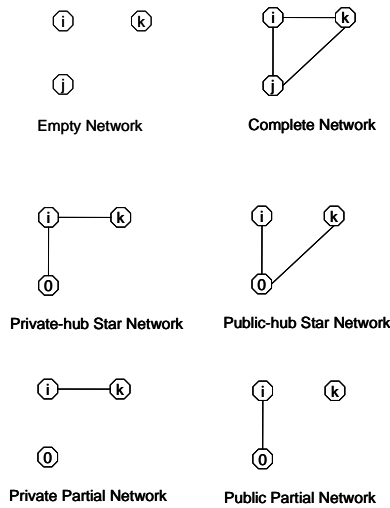 i k i k
j j
Empty Network Complete Network
i k i k
0 0
Private-hub Star Network Public-hub Star Network
i k i k
0 0
Private Partial Network Public Partial Network